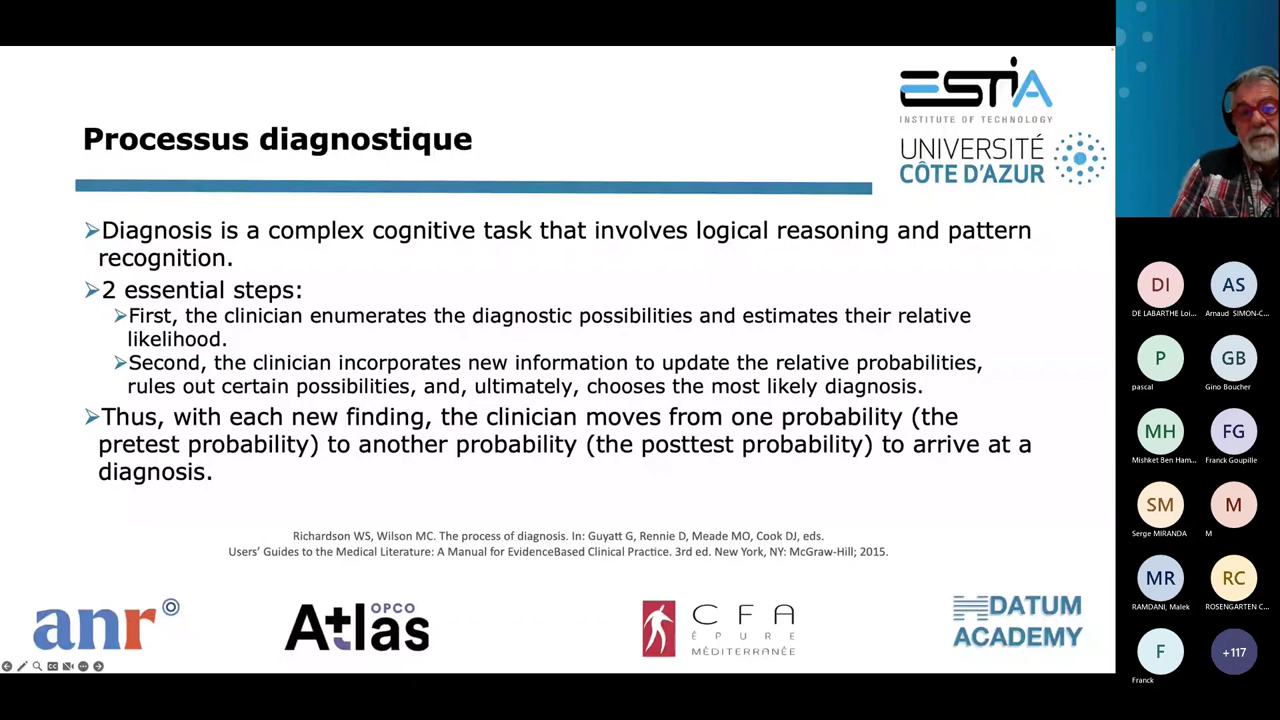 Processus diagnostique
ESTIA
INSTITUTE OF TECHNOLOGY
UNIVERSITÉ
CÔTE D'AZUR
Diagnosis is a complex cognitive task that involves logical reasoning and pattern
recognition.
2 essential steps:
First, the clinician enumerates the diagnostic possibilities and estimates their relative
likelihood.
Second, the clinician incorporates new information to update the relative probabilities,
rules out certain possibilities, and, ultimately, chooses the most likely diagnosis.
Thus, with each new finding, the clinician moves from one probability (the
pretest probability) to another probability (the posttest probability) to arrive at a
diagnosis.
Richardson WS, Wilson MC. The process of diagnosis. In: Guyatt G, Rennie D, Meade MO, Cook DJ, eds.
Users' Guides to the Medical Literature: A Manual for EvidenceBased Clinical Practice. 3rd ed. New York, NY: McGraw-Hill; 2015.
anr
OPCO
Atlas
CFA
ÉPURE
MÉDITERRANÉE
DATUM
ACADEMY
DI
AS
DE LABARTHE Loi...
Arnaud SIMON-C...
P
GB
pascal
Gino Boucher
MH
FG
Mishket Ben Ham...
Franck Goupille
SM
M
Serge MIRANDA
M
MR
RC
RAMDANI, Malek
ROSENGARTEN C...
F
+117
Franck